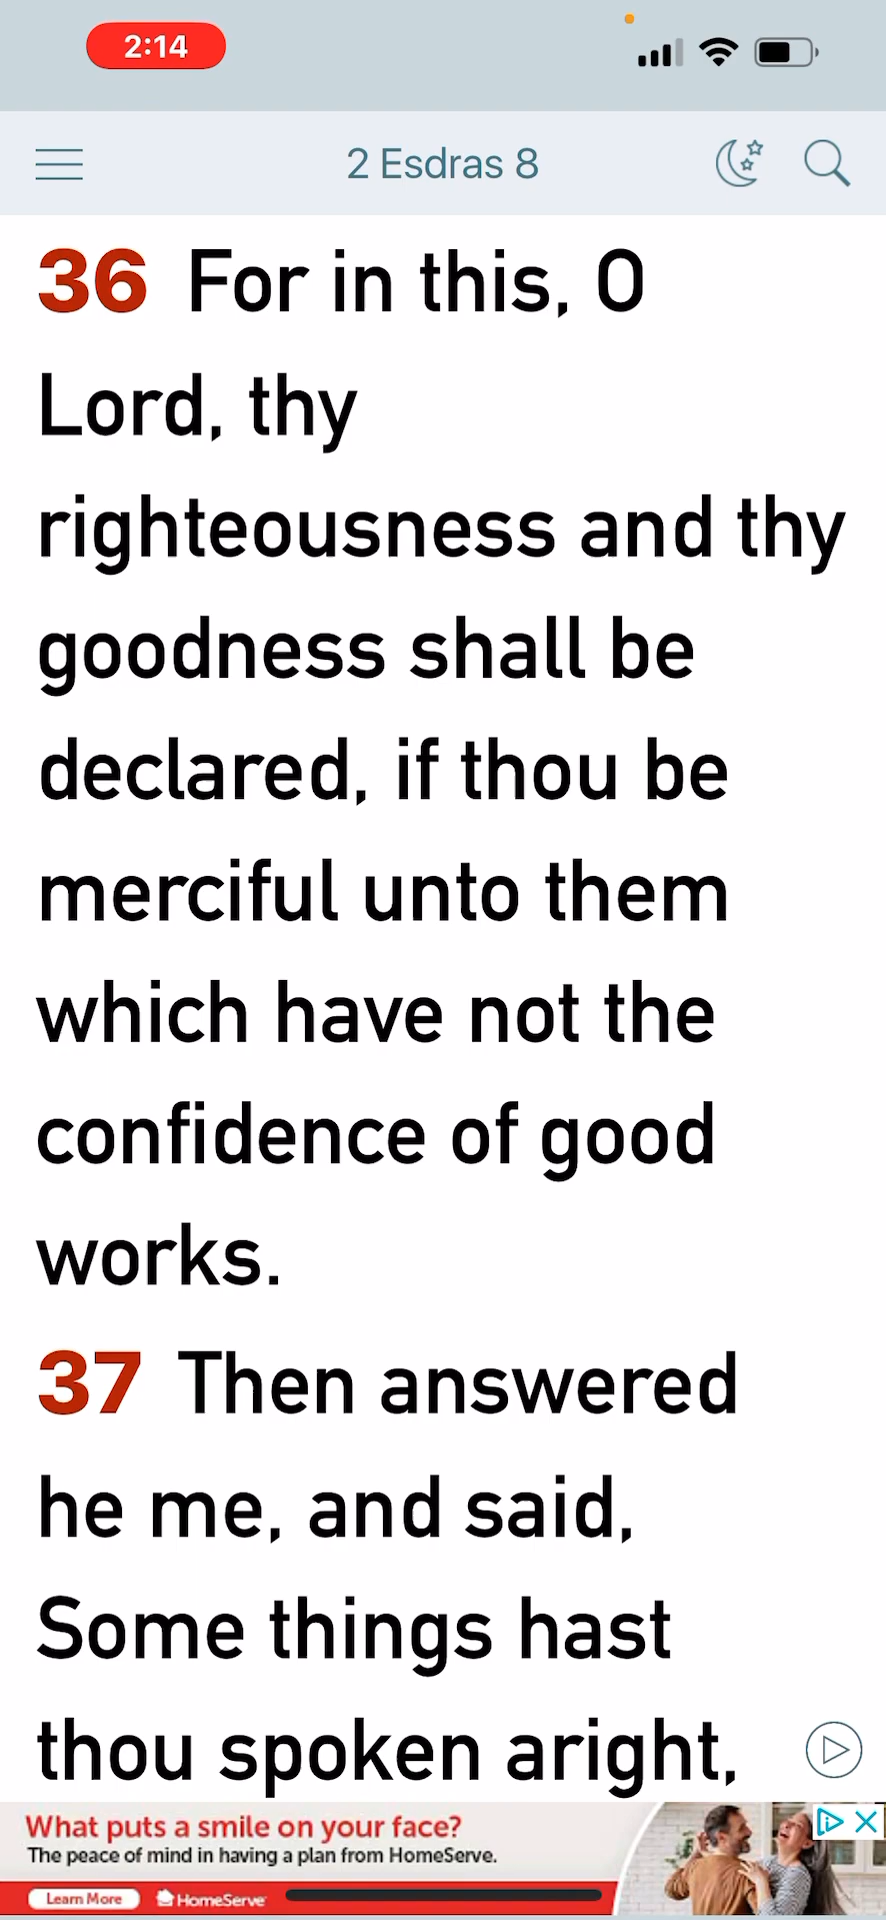 2:14
2 Esdras 8
36 For in this, O
Lord, thy
righteousness and thy
goodness shall be
declared, if thou be
merciful unto them
which have not the
confidence of good
works.
37 Then answered
he me, and said,
Some things hast
thou spoken aright,
What puts a smile on your face?
The peace of mind in having a plan from HomeServe.
Learn More HomeServe